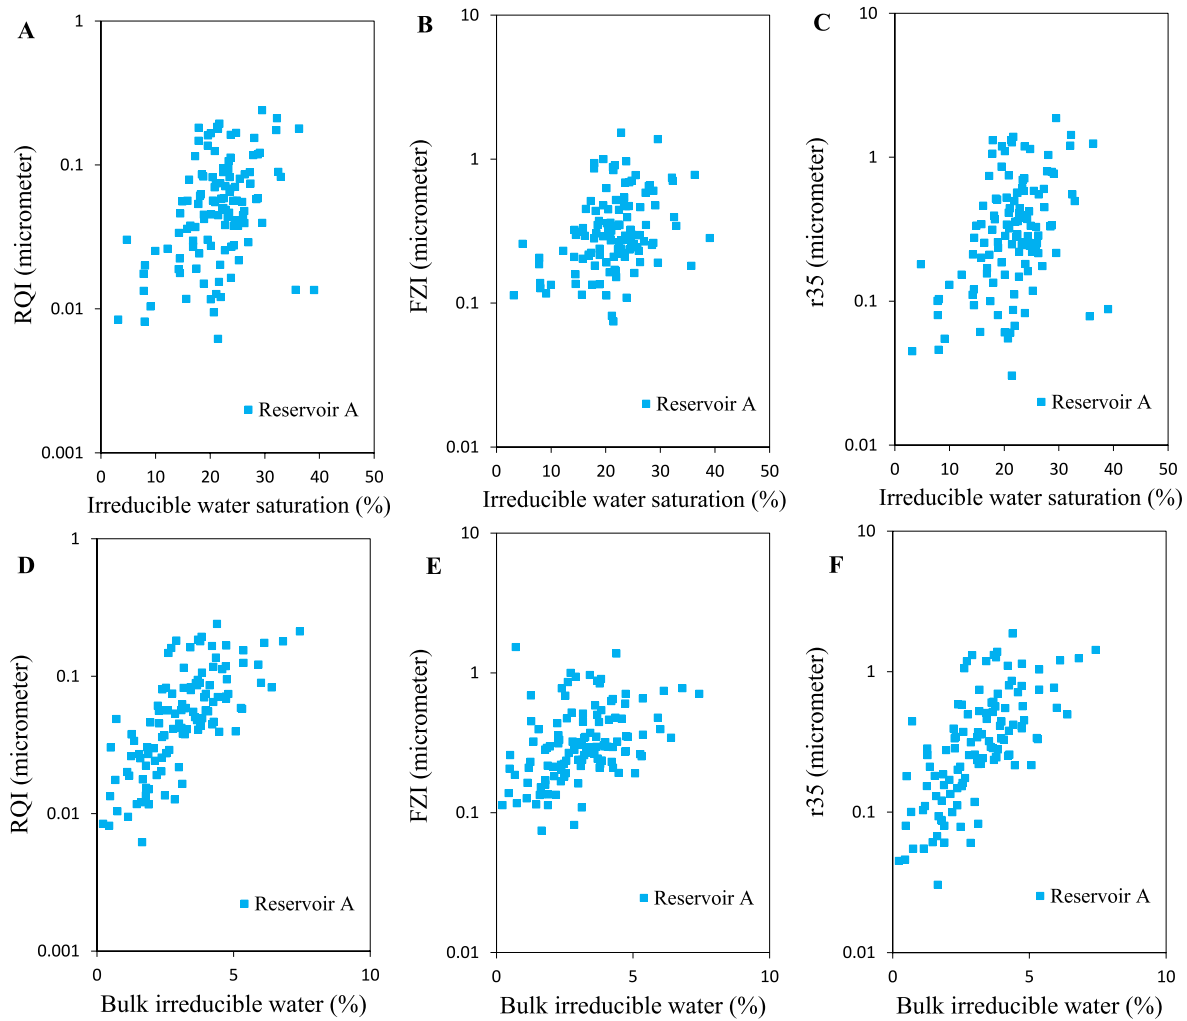 A
RQI (micrometer)
1
0.1
0.01
0.001
0 10 20 30 40 50
Irreducible water saturation (%)
Reservoir A
B
FZI (micrometer)
10
1
0.1
0.01
0 10 20 30 40 50
Irreducible water saturation (%)
Reservoir A
C
r35 (micrometer)
10
1
0.1
0.01
0 10 20 30 40 50
Irreducible water saturation (%)
Reservoir A
D
RQI (micrometer)
1
0.1
0.01
0.001
0 5 10
Bulk irreducible water (%)
Reservoir A
E
FZI (micrometer)
10
1
0.1
0.01
0 5 10
Bulk irreducible water (%)
Reservoir A
F
r35 (micrometer)
10
1
0.1
0.01
0 5 10
Bulk irreducible water (%)
Reservoir A